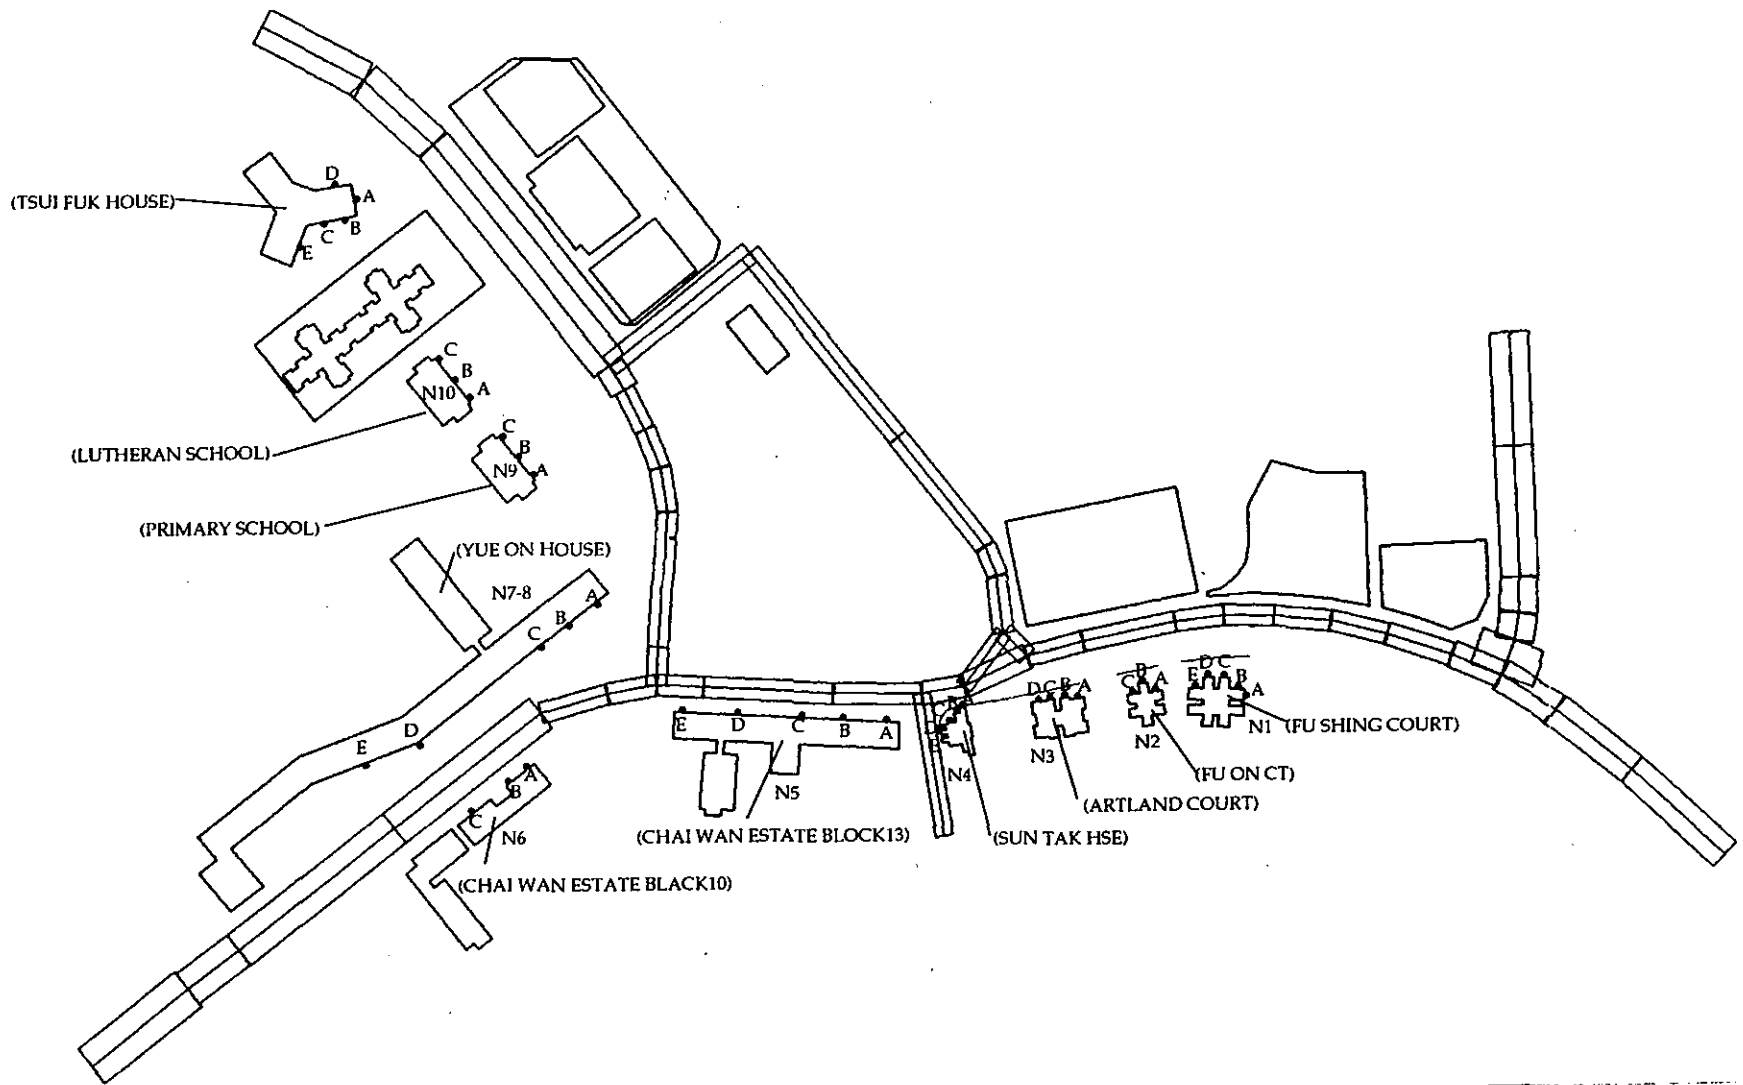 D
A
(TSUI FUK HOUSE)
B
C
E
C
B
A
N10
(LUTHERAN SCHOOL)
C
B
A
N9
(PRIMARY SCHOOL)
(YUE ON HOUSE)
N7-8
A
B
C
D
E
A
B
C
N6
(CHAI WAN ESTATE BLACK10)
E
D
C
B
A
N5
(CHAI WAN ESTATE BLOCK13)
N4
(SUN TAK HSE)
D C B A
N3
(ARTLAND COURT)
B
C A
N2
(FU ON CT)
D C
E B
A
N1 (FU SHING COURT)